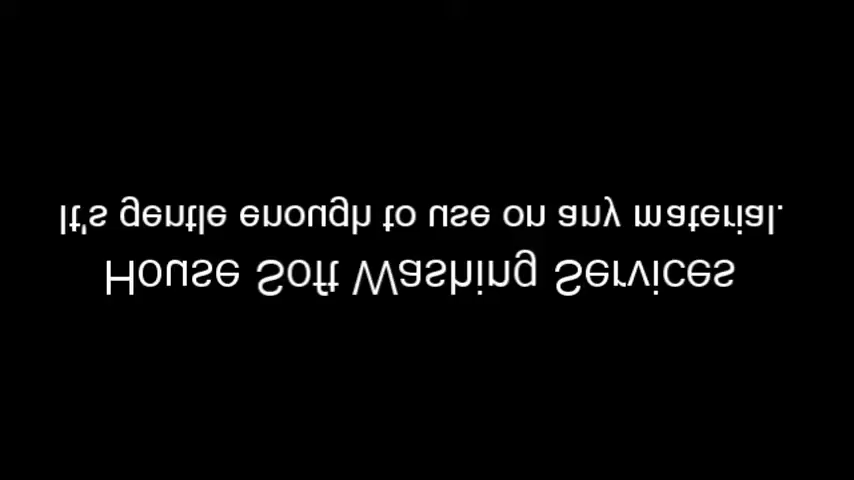 House Soft Washing Services
It's gentle enough to use on any material.